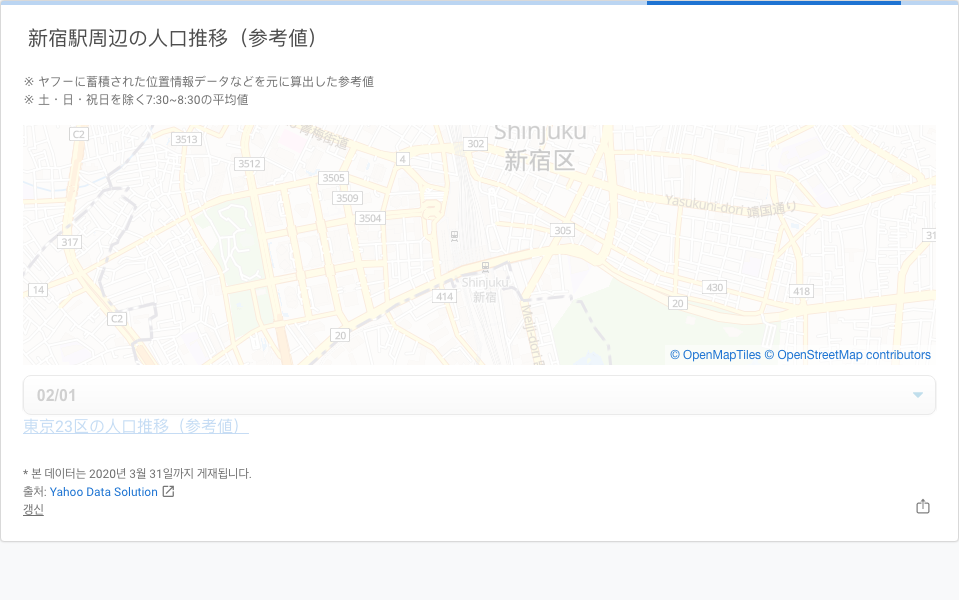 新宿駅周辺の人口推移（参考値）
※ ヤフーに蓄積された位置情報データなどを元に算出した参考値
※ 土・日・祝日を除く7:30~8:30の平均値
C2
3513
青梅街道
302
Shinjuku
新宿区
3512
4
3505
3509
3504
Yasukuni-dori 靖国通り
317
305
31
14
Shinjuku
新宿
414
430
418
20
C2
20
Meiji-dori
© OpenMapTiles © OpenStreetMap contributors
02/01
東京23区の人口推移（参考値）
* 본 데이터는 2020년 3월 31일까지 게재됩니다.
출처: Yahoo Data Solution
갱신